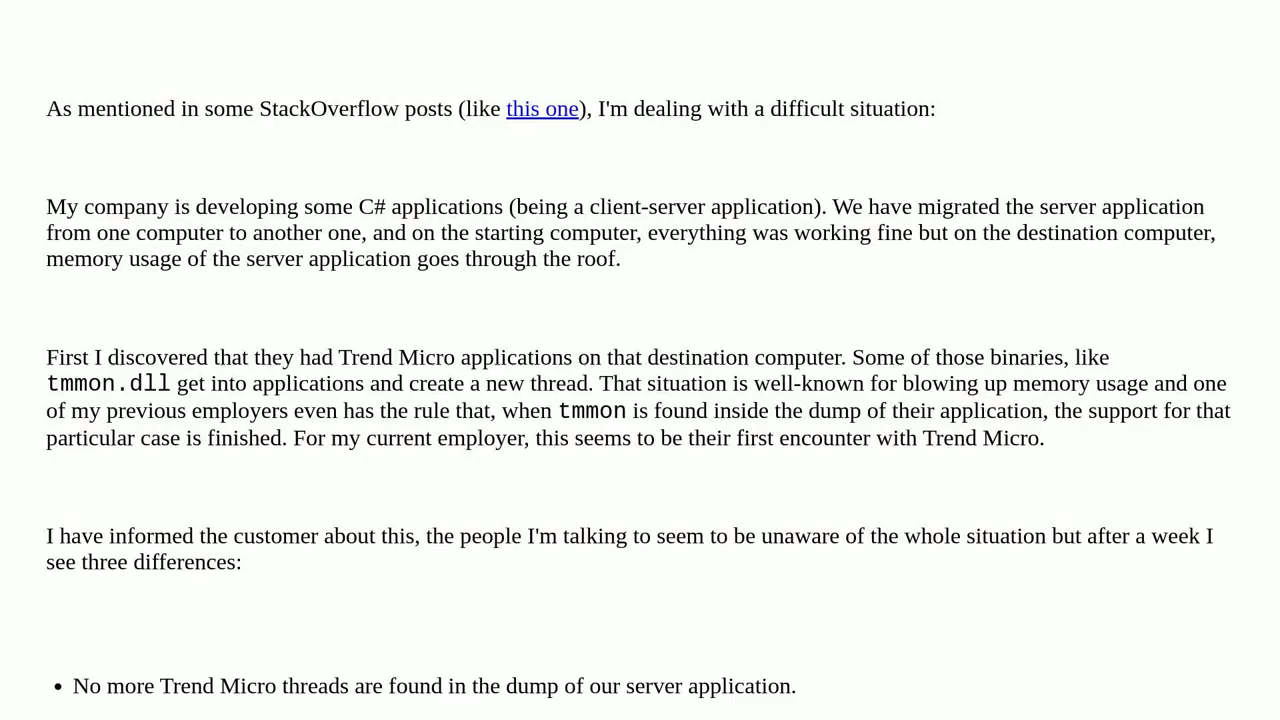 As mentioned in some StackOverflow posts (like this one), I'm dealing with a difficult situation:
My company is developing some C# applications (being a client-server application). We have migrated the server application
from one computer to another one, and on the starting computer, everything was working fine but on the destination computer,
memory usage of the server application goes through the roof.
First I discovered that they had Trend Micro applications on that destination computer. Some of those binaries, like
tmmon.dll get into applications and create a new thread. That situation is well-known for blowing up memory usage and one
of my previous employers even has the rule that, when tmmon is found inside the dump of their application, the support for that
particular case is finished. For my current employer, this seems to be their first encounter with Trend Micro.
I have informed the customer about this, the people I'm talking to seem to be unaware of the whole situation but after a week I
see three differences:
• No more Trend Micro threads are found in the dump of our server application.